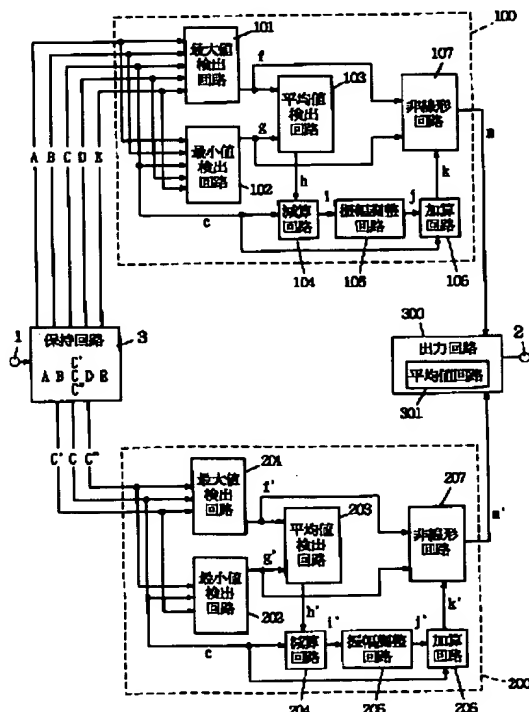 101
100
最大値
検出
回路
f
103
107
平均値
検出
回路
非線形
回路
m
A
B
C
D
E
g
最小値
検出
回路
102
h
k
c
i
j
減算
回路
振幅調整
回路
加算
回路
104
105
106
1
保持回路
3
C'
A B C D E
C"
300
出力回路
2
平均値回路
301
C'
C
C"
201
最大値
検出
回路
f'
203
207
平均値
検出
回路
非線形
回路
m'
g'
最小値
検出
回路
202
h'
k'
c
i'
j'
減算
回路
振幅調整
回路
加算
回路
204
205
206
200